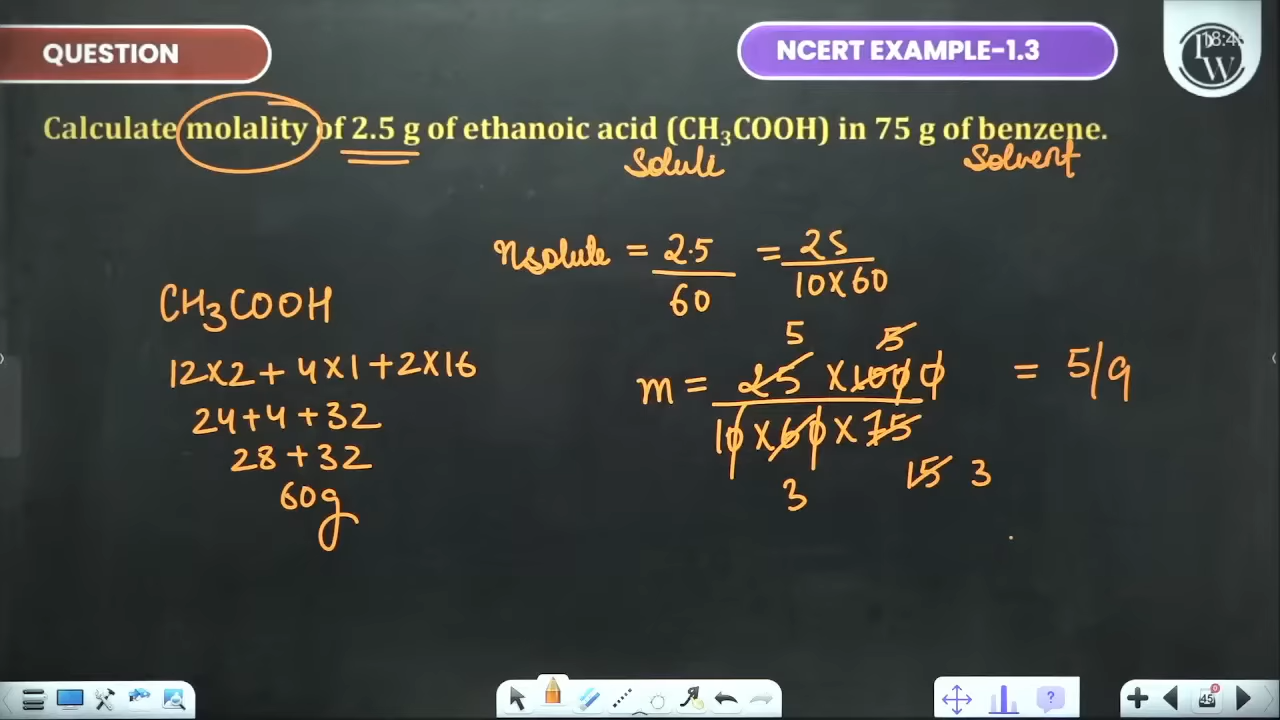 QUESTION
NCERT EXAMPLE-1.3
Calculate molality of 2.5 g of ethanoic acid (CH₃COOH) in 75 g of benzene.
Solute Solvent
nsolute = 2.5/60 = 25/10×60
CH₃COOH
12×2 + 4×1 + 2×16
24+4+32
28+32
60g
5 5
m = 25 ×1000 / 10×60×75 = 5/9
3 15 3
W
45